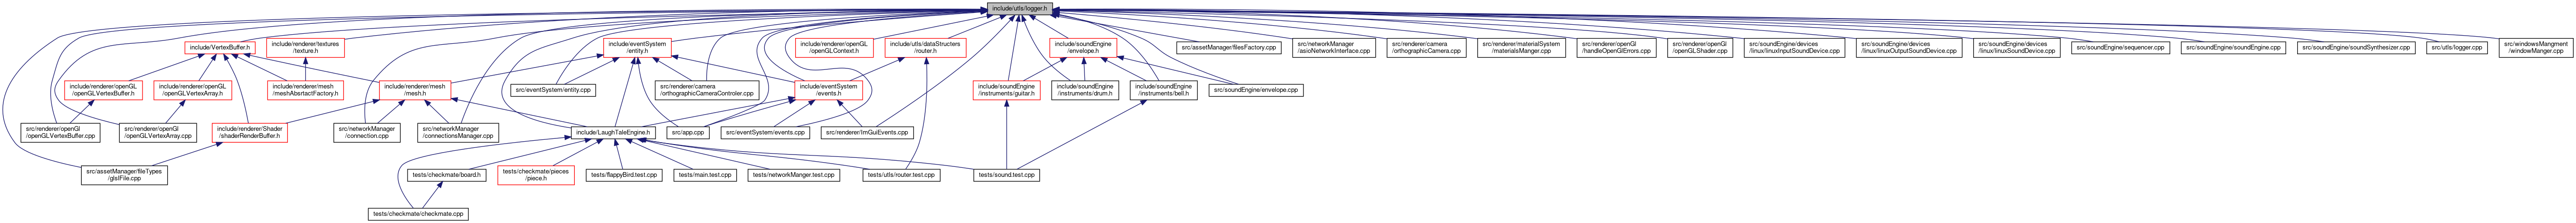 include/utls/logger.h
include/VertexBuffer.h
include/renderer/textures
/texture.h
include/eventSystem
/entity.h
include/renderer/openGL
/openGLContext.h
include/utls/dataStructers
/router.h
include/soundEngine
/envelope.h
src/assetManager/filesFactory.cpp
src/networkManager
/asioNetworkInterface.cpp
src/renderer/camera
/orthographicCamera.cpp
src/renderer/materialSystem
/materialsManger.cpp
src/renderer/openGl
/handleOpenGlErrors.cpp
src/renderer/openGl
/openGLShader.cpp
src/soundEngine/devices
/linux/linuxInputSoundDevice.cpp
src/soundEngine/devices
/linux/linuxOutputSoundDevice.cpp
src/soundEngine/devices
/linux/linuxSoundDevice.cpp
src/soundEngine/sequencer.cpp
src/soundEngine/soundEngine.cpp
src/soundEngine/soundSynthesizer.cpp
src/utls/logger.cpp
src/windowsMangment
/windowManger.cpp
include/renderer/openGL
/openGLVertexBuffer.h
include/renderer/openGL
/openGLVertexArray.h
include/renderer/mesh
/meshAbsrtactFactory.h
include/renderer/mesh
/mesh.h
src/eventSystem/entity.cpp
src/renderer/camera
/orthographicCameraControler.cpp
include/eventSystem
/events.h
include/soundEngine
/instruments/guitar.h
include/soundEngine
/instruments/drum.h
include/soundEngine
/instruments/bell.h
src/soundEngine/envelope.cpp
src/renderer/openGl
/openGLVertexBuffer.cpp
src/renderer/openGl
/openGLVertexArray.cpp
include/renderer/Shader
/shaderRenderBuffer.h
src/networkManager
/connection.cpp
src/networkManager
/connectionsManager.cpp
include/LaughTaleEngine.h
src/app.cpp
src/eventSystem/events.cpp
src/renderer/ImGuiEvents.cpp
src/assetManager/fileTypes
/glslFile.cpp
tests/checkmate/board.h
tests/checkmate/pieces
/piece.h
tests/flappyBird.test.cpp
tests/main.test.cpp
tests/networkManger.test.cpp
tests/utls/router.test.cpp
tests/sound.test.cpp
tests/checkmate/checkmate.cpp